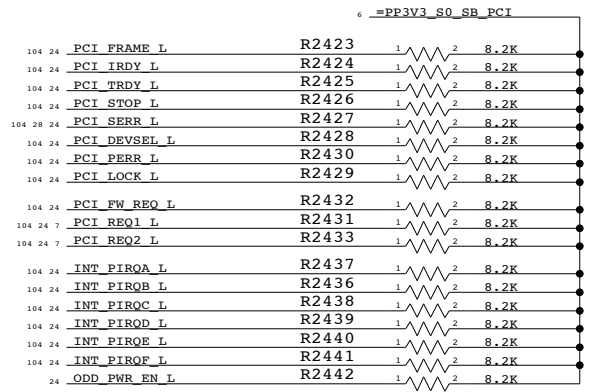 6 =PP3V3_S0_SB_PCI
104 24 PCI_FRAME_L R2423 1 2 8.2K
104 24 PCI_IRDY_L R2424 1 2 8.2K
104 24 PCI_TRDY_L R2425 1 2 8.2K
104 24 PCI_STOP_L R2426 1 2 8.2K
104 28 24 PCI_SERR_L R2427 1 2 8.2K
104 24 PCI_DEVSEL_L R2428 1 2 8.2K
104 24 PCI_PERR_L R2430 1 2 8.2K
104 24 PCI_LOCK_L R2429 1 2 8.2K
104 24 PCI_FW_REQ_L R2432 1 2 8.2K
104 24 7 PCI_REQ1_L R2431 1 2 8.2K
104 24 7 PCI_REQ2_L R2433 1 2 8.2K
104 24 INT_PIRQA_L R2437 1 2 8.2K
104 24 INT_PIRQB_L R2436 1 2 8.2K
104 24 INT_PIRQC_L R2438 1 2 8.2K
104 24 INT_PIRQD_L R2439 1 2 8.2K
104 24 INT_PIRQE_L R2440 1 2 8.2K
104 24 INT_PIRQF_L R2441 1 2 8.2K
24 ODD_PWR_EN_L R2442 1 2 8.2K